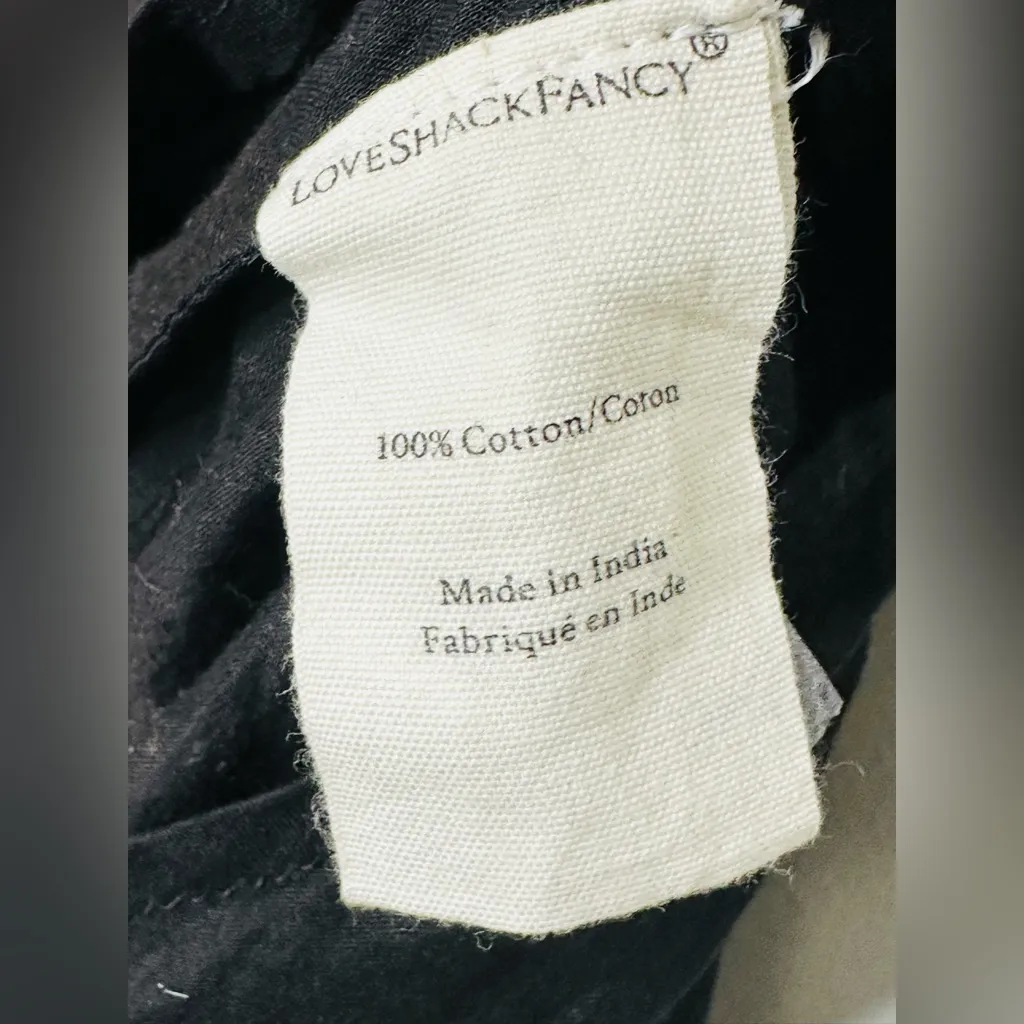 LOVESHACKFANCY®
100% Cotton/Coton
Made in India
Fabriqué en Inde